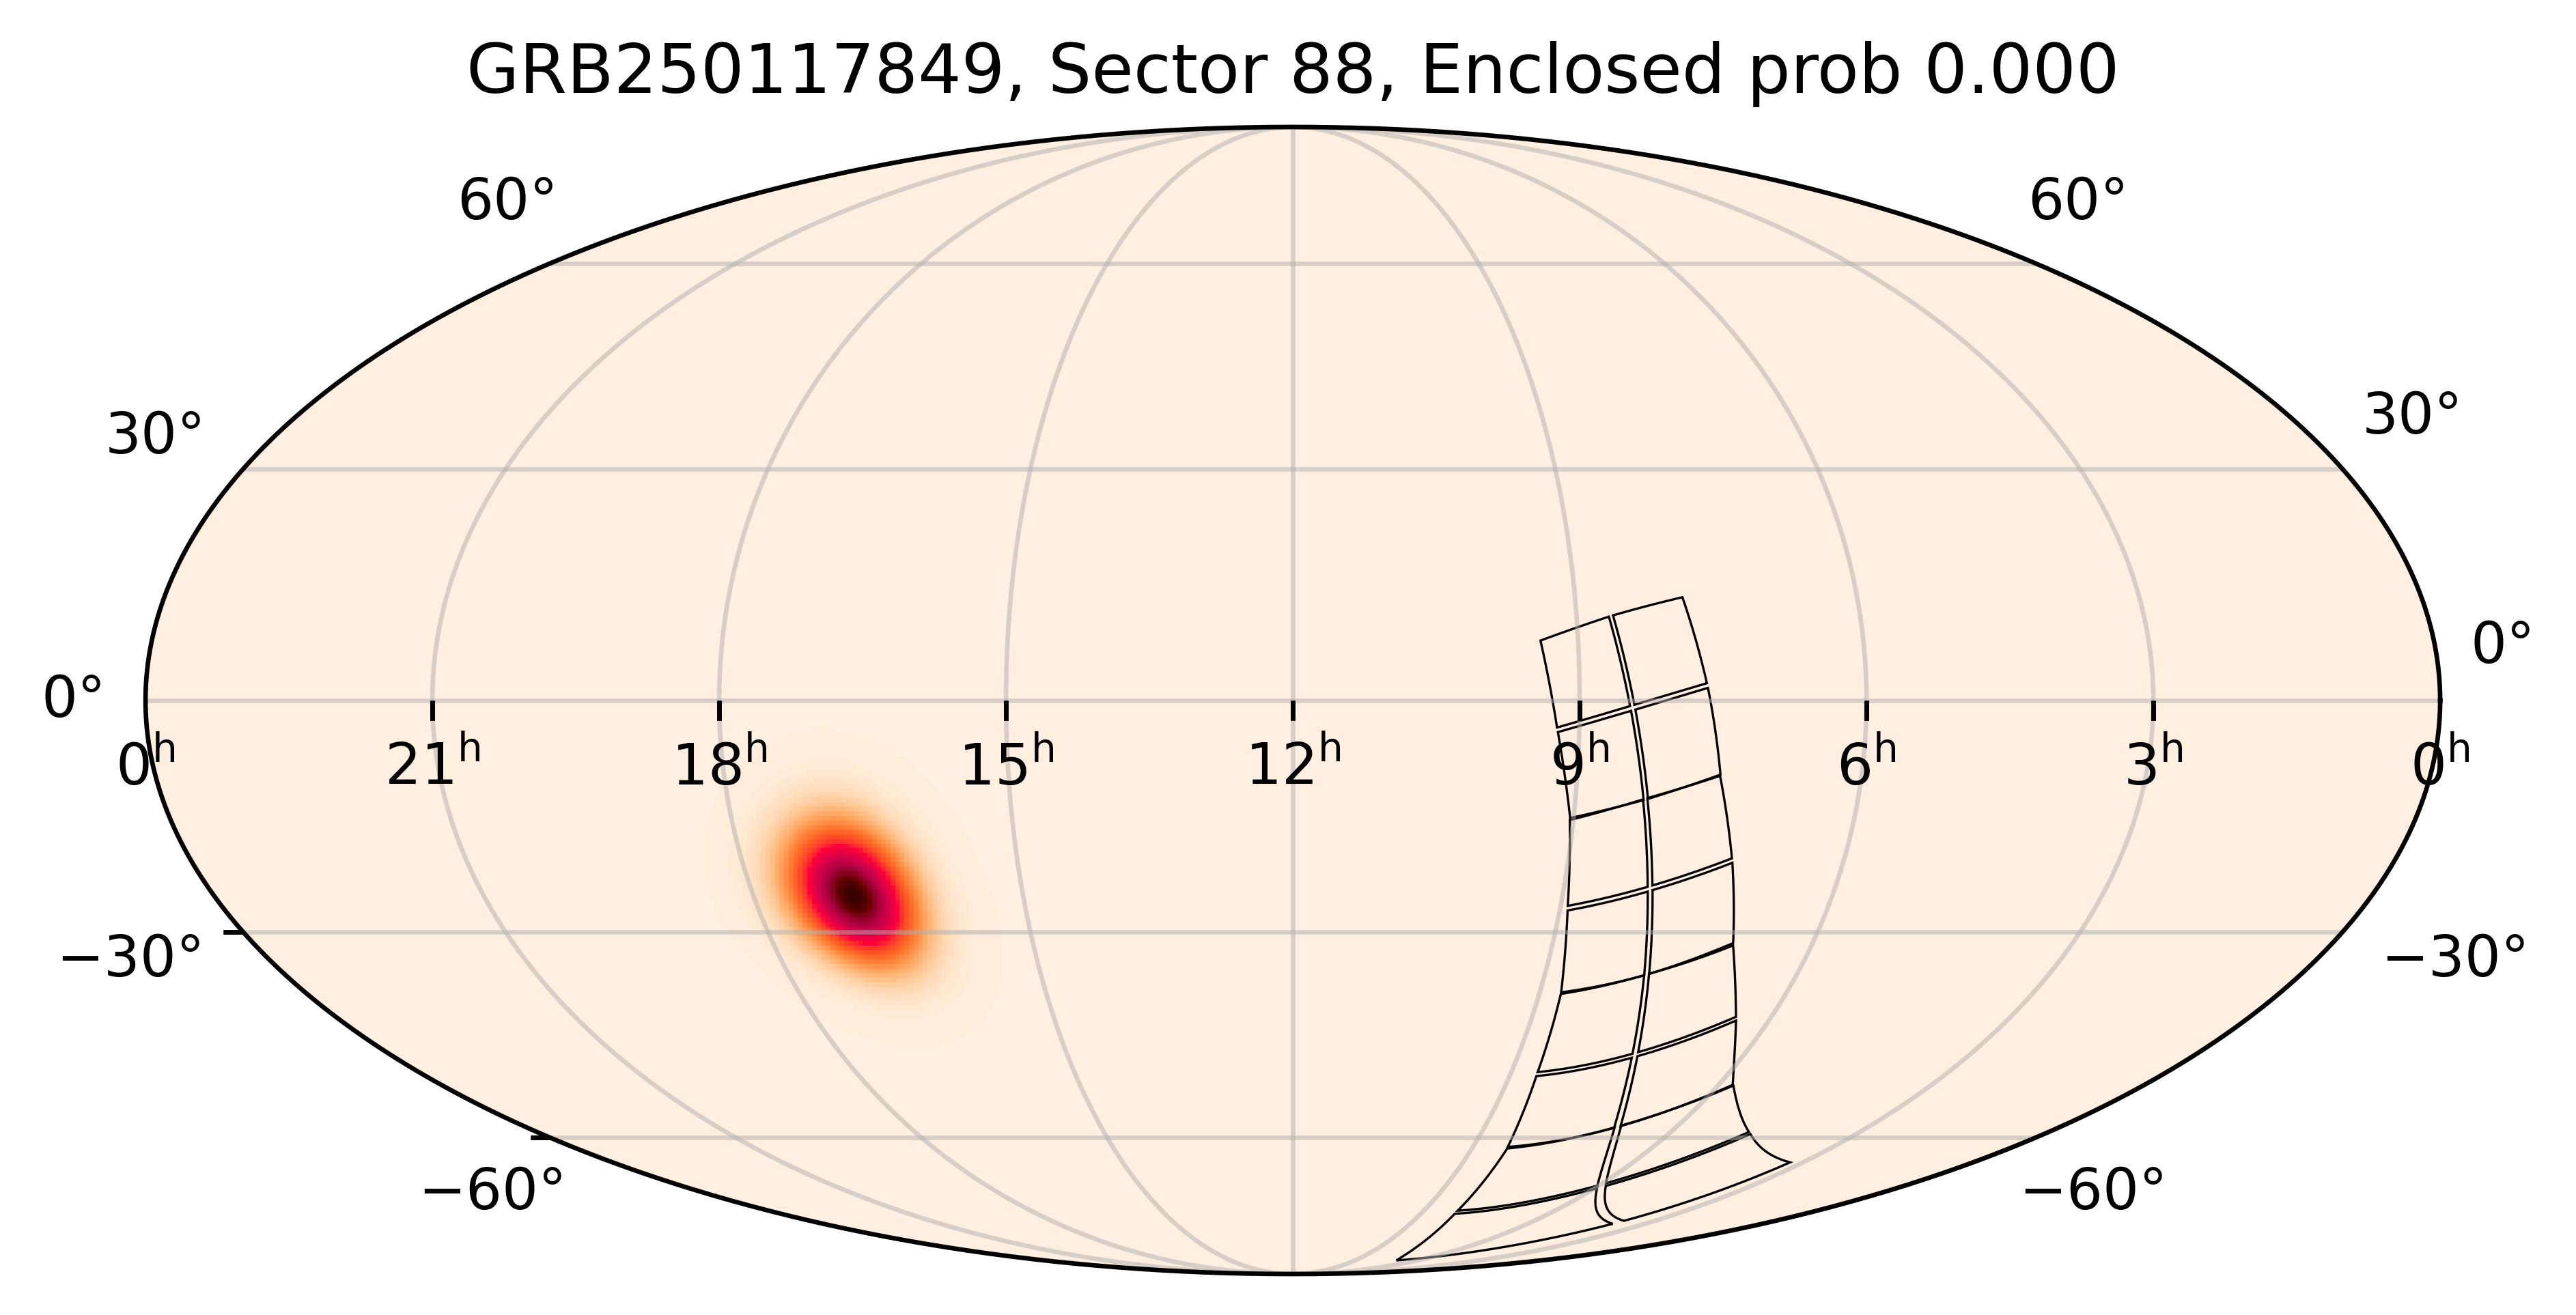 GRB250117849, Sector 88, Enclosed prob 0.000
60° 60°
30° 30°
0° 0°
0ʰ 21ʰ 18ʰ 15ʰ 12ʰ 9ʰ 6ʰ 3ʰ 0ʰ
−30° −30°
−60° −60°